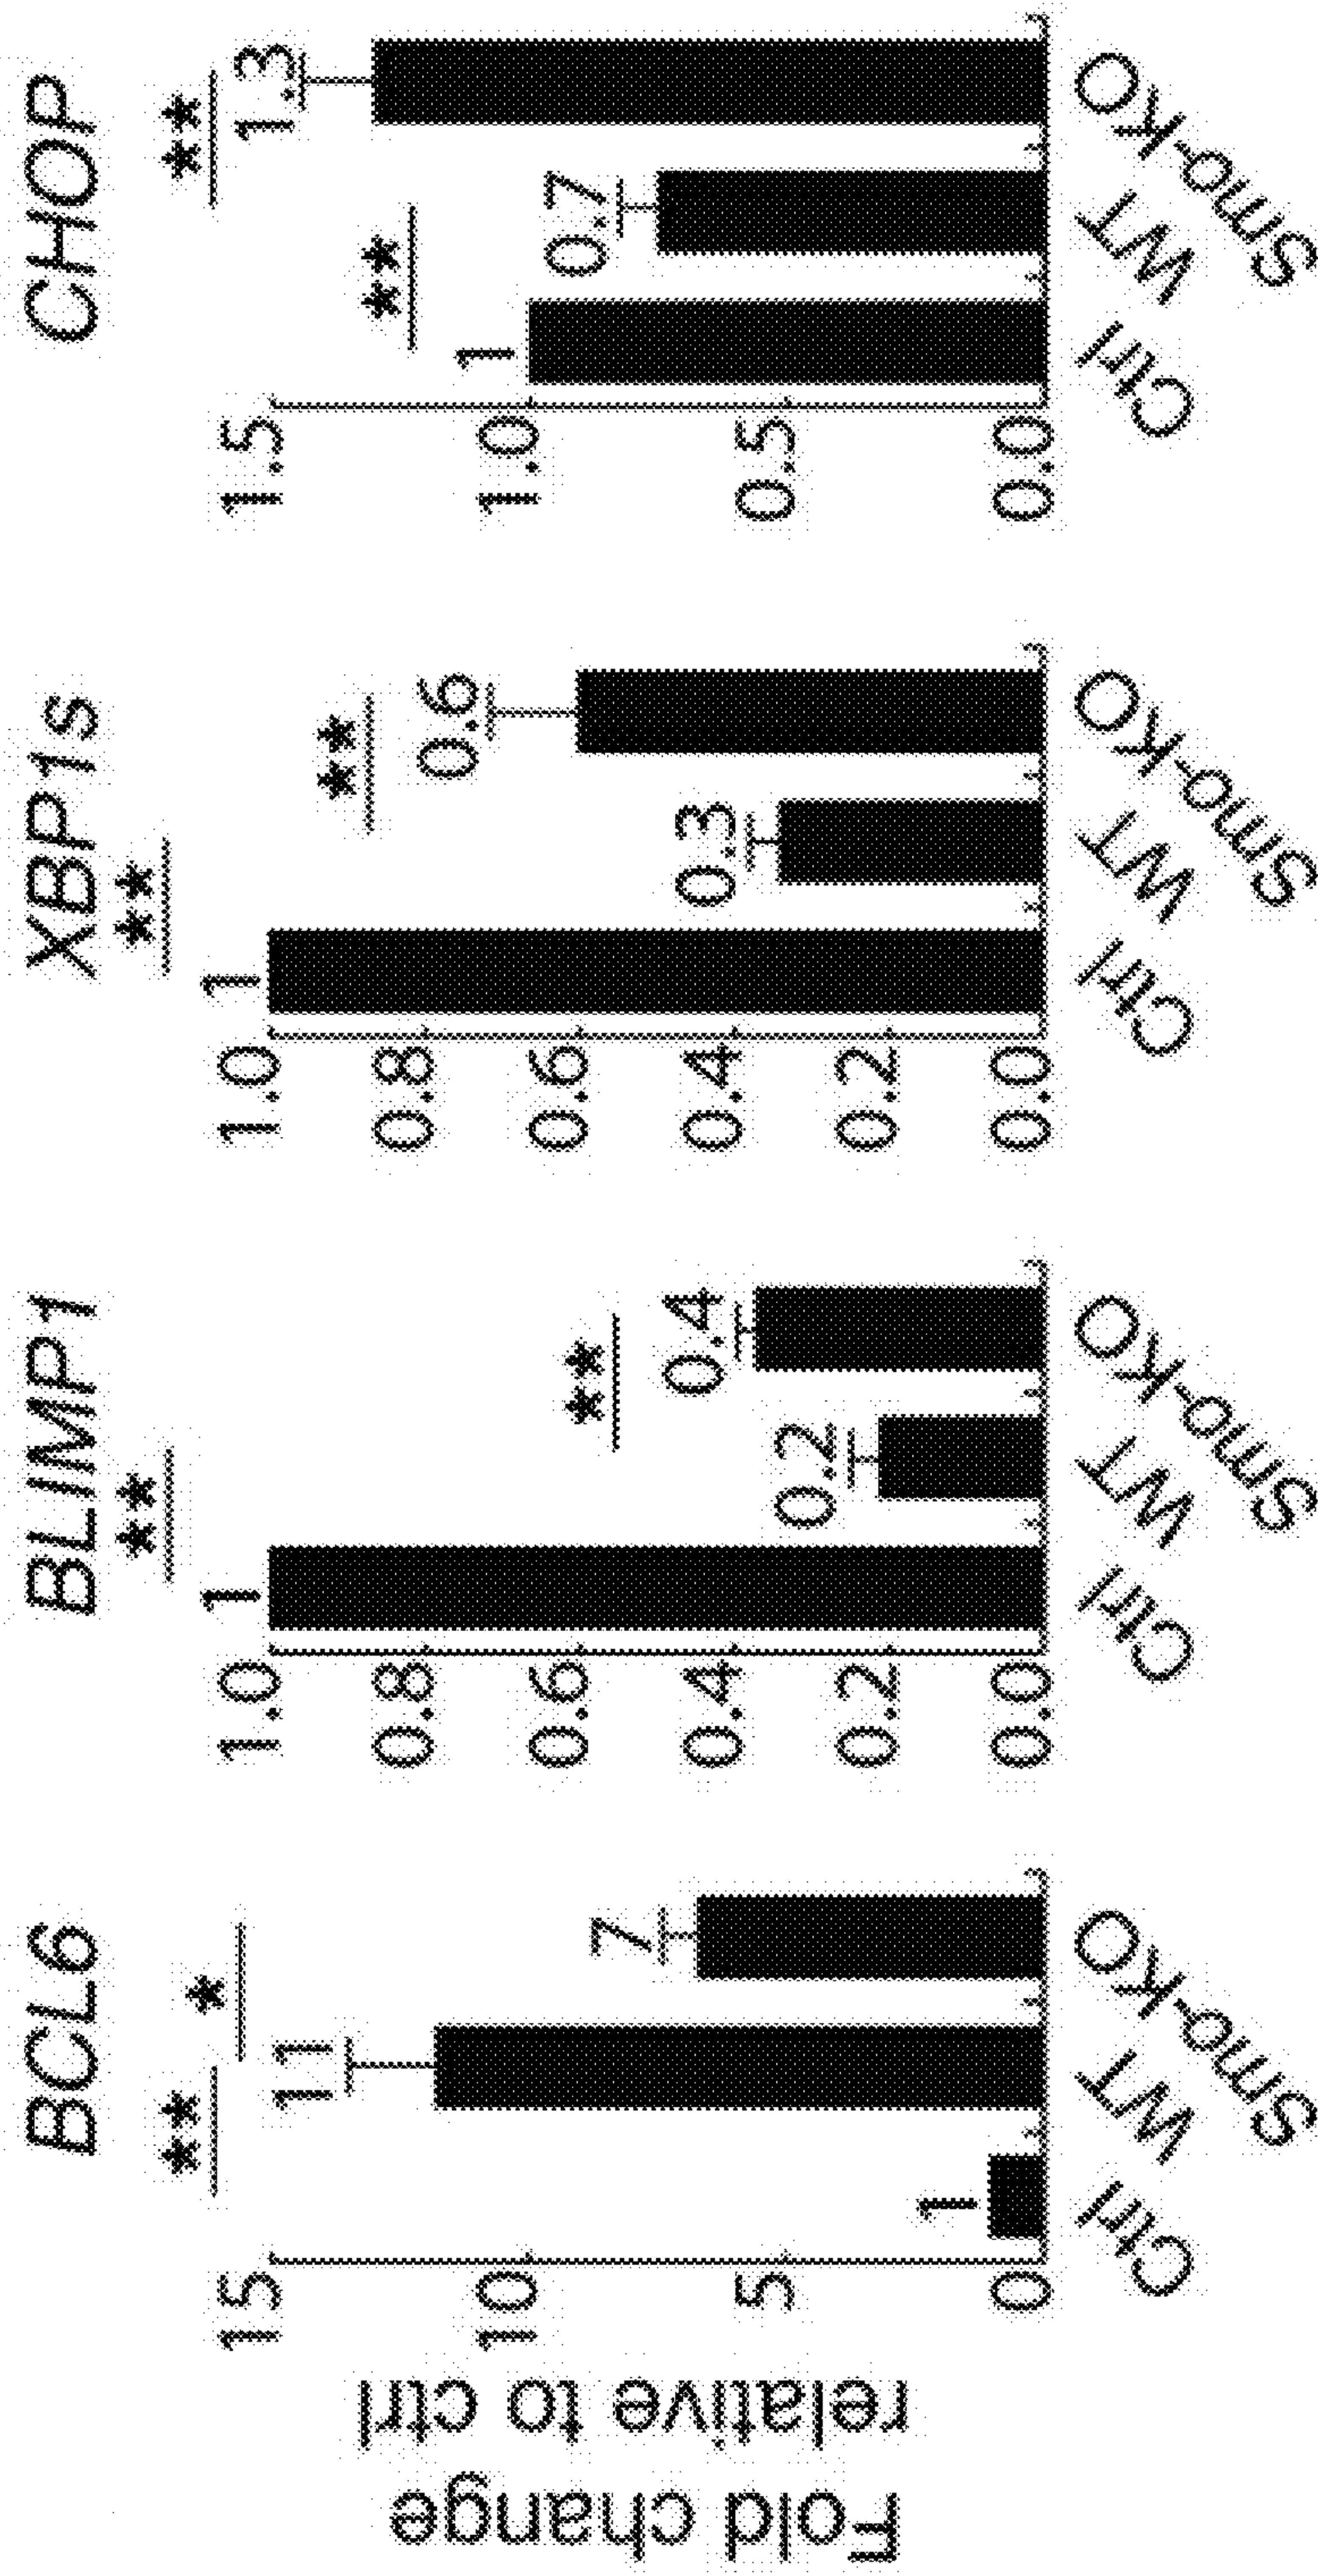 Fold change
relative to ctrl
BCL6
** *
15
10
5
0
1
11
7
Ctrl
WT
Smo-KO
BLIMP1
**
**
1.0
0.8
0.6
0.4
0.2
0.0
1
0.2
0.4
Ctrl
WT
Smo-KO
XBP1s
**
**
1.0
0.8
0.6
0.4
0.2
0.0
1
0.3
0.6
Ctrl
WT
Smo-KO
CHOP
**
**
1.5
1.0
0.5
0.0
1
0.7
1.3
Ctrl
WT
Smo-KO